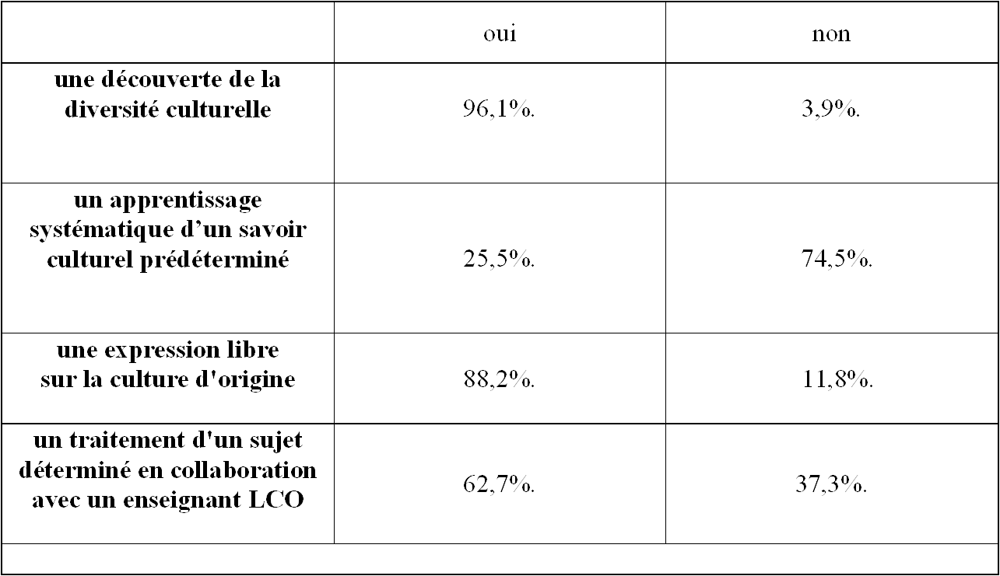 oui non
une découverte de la
diversité culturelle
96,1%. 3,9%.
un apprentissage
systématique d’un savoir
culturel prédéterminé
25,5%. 74,5%.
une expression libre
sur la culture d'origine
88,2%. 11,8%.
un traitement d'un sujet
déterminé en collaboration
avec un enseignant LCO
62,7%. 37,3%.